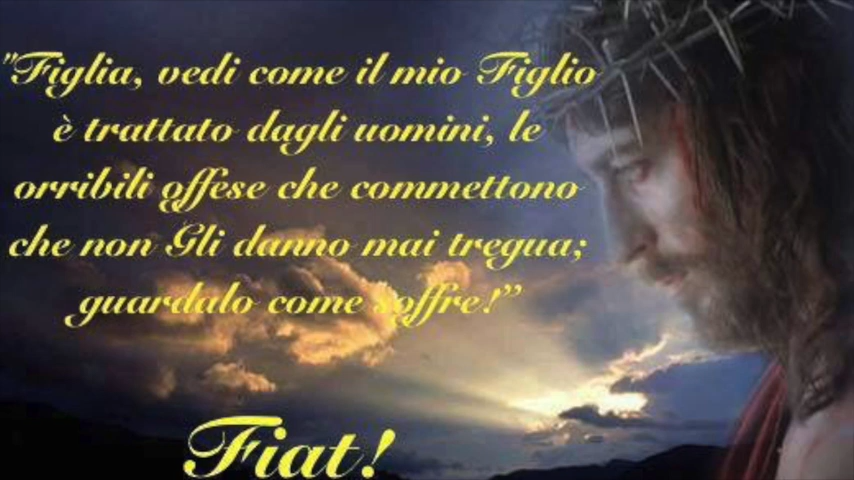 "Figlia, vedi come il mio Figlio
è trattato dagli uomini, le
orribili offese che commettono
che non Gli danno mai tregua;
guardalo come soffre!"
Fiat!